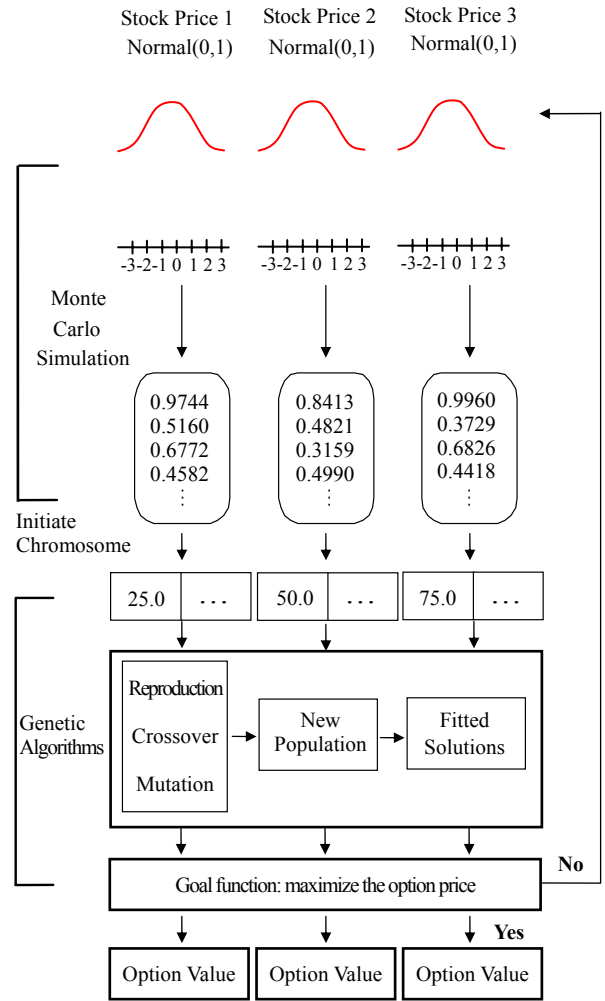 Stock Price 1
Normal(0,1)
Stock Price 2
Normal(0,1)
Stock Price 3
Normal(0,1)
-3-2-1 0 1 2 3
-3-2-1 0 1 2 3
-3-2-1 0 1 2 3
Monte
Carlo
Simulation
0.9744
0.5160
0.6772
0.4582
⋮
0.8413
0.4821
0.3159
0.4990
⋮
0.9960
0.3729
0.6826
0.4418
⋮
Initiate
Chromosome
25.0 ...
50.0 ...
75.0 ...
Genetic
Algorithms
Reproduction
Crossover
Mutation
New
Population
Fitted
Solutions
No
Goal function: maximize the option price
Yes
Option Value
Option Value
Option Value